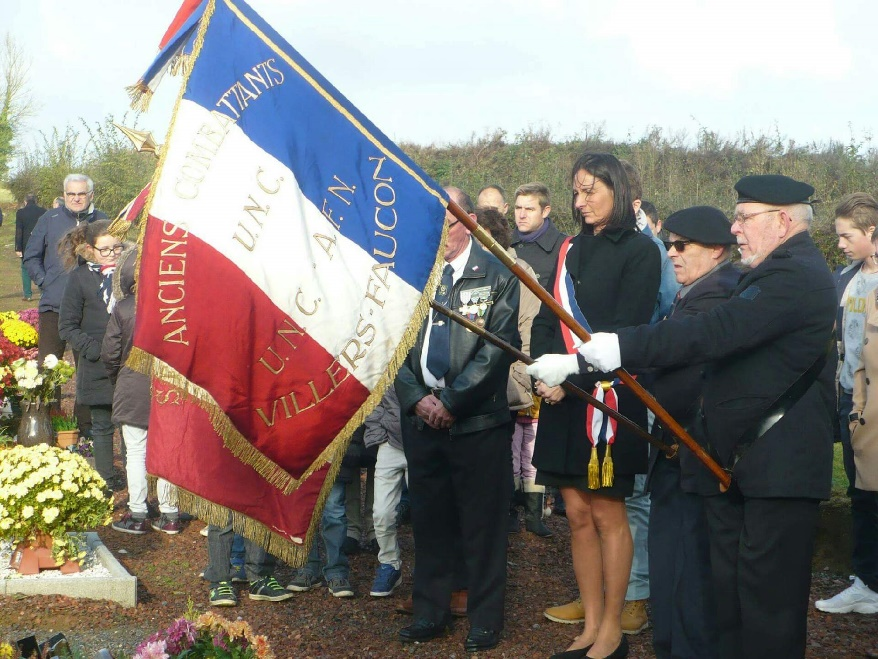 ANCIENS COMBATTANTS
U.N.C.
A.F.N.
U.N.C.
VILLERS-FAUCON